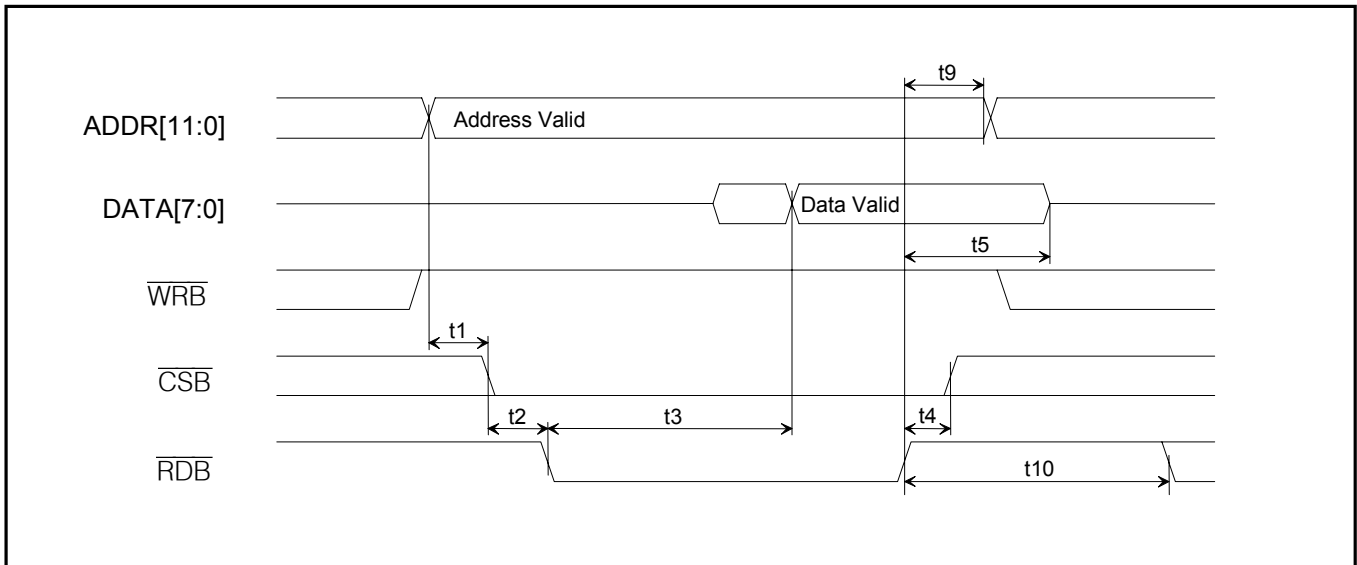 t9
ADDR[11:0] Address Valid
DATA[7:0] Data Valid
t5
WRB
t1
CSB
t2 t3 t4
RDB t10